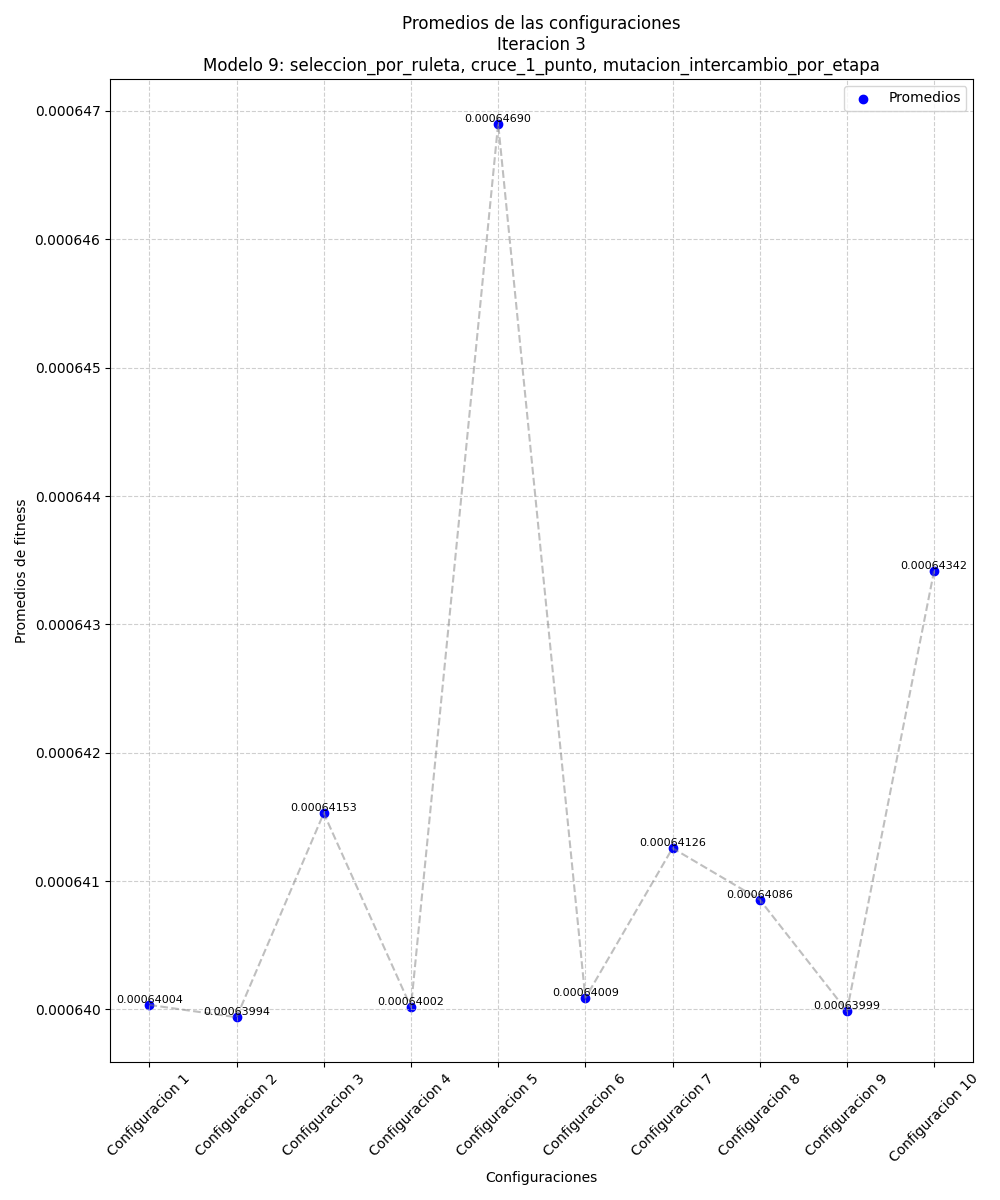 Promedios de las configuraciones
Iteracion 3
Modelo 9: seleccion_por_ruleta, cruce_1_punto, mutacion_intercambio_por_etapa
Promedios
0.000647
0.000646
0.000645
0.000644
0.000643
0.000642
0.000641
0.000640
Promedios de fitness
0.00064004
0.00063994
0.00064153
0.00064002
0.00064690
0.00064009
0.00064126
0.00064086
0.00063999
0.00064342
Configuracion 1
Configuracion 2
Configuracion 3
Configuracion 4
Configuracion 5
Configuracion 6
Configuracion 7
Configuracion 8
Configuracion 9
Configuracion 10
Configuraciones